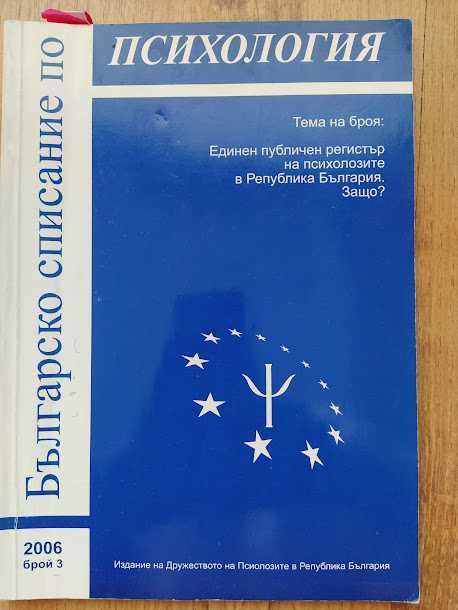 Българско списание по
ПСИХОЛОГИЯ
Тема на броя:
Единен публичен регистър
на психолозите
в Република България.
Защо?
2006
брой 3
Издание на Дружеството на Псиолозите в Република България